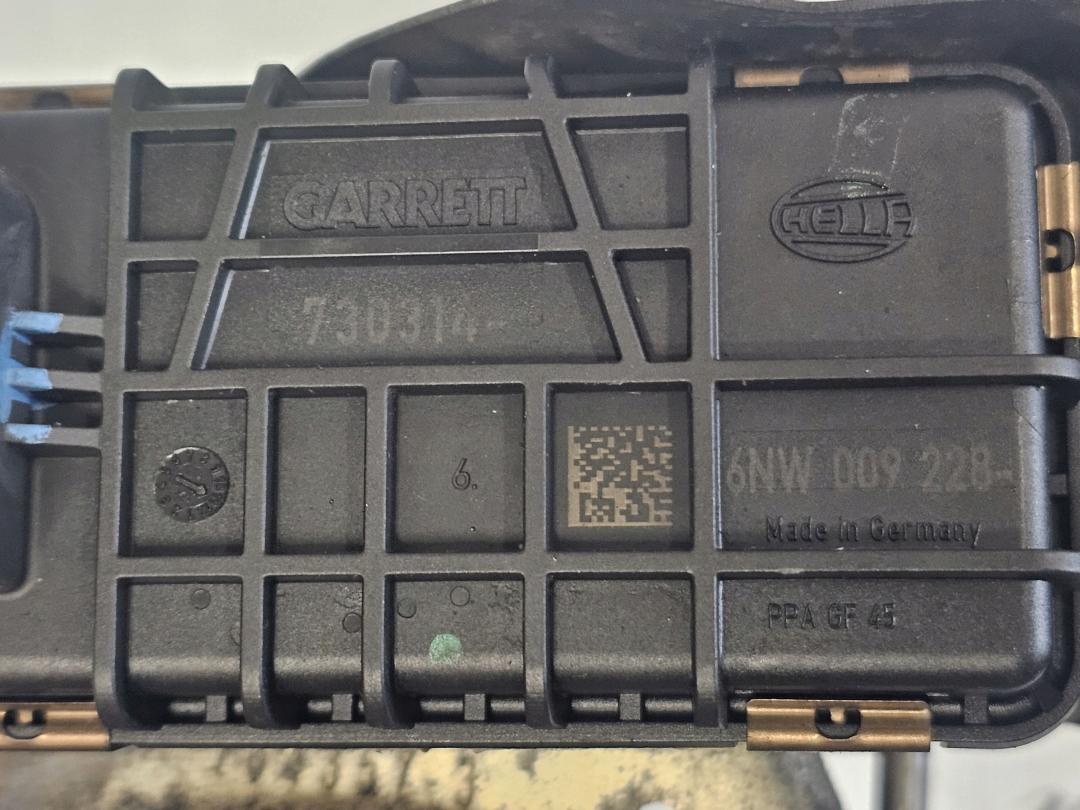 GARRETT
HELLA
730314-
6.
6NW 009 228-
Made in Germany
PPA GF 45